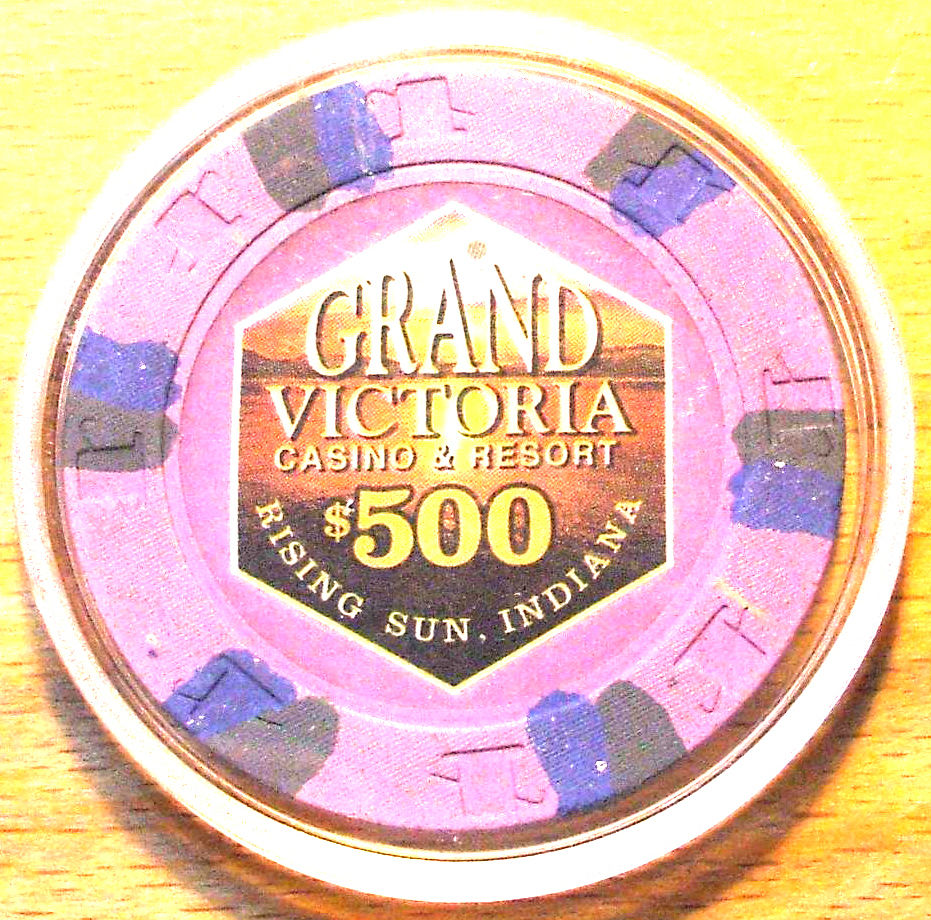 GRAND
VICTORIA
CASINO & RESORT
$500
RISING SUN, INDIANA